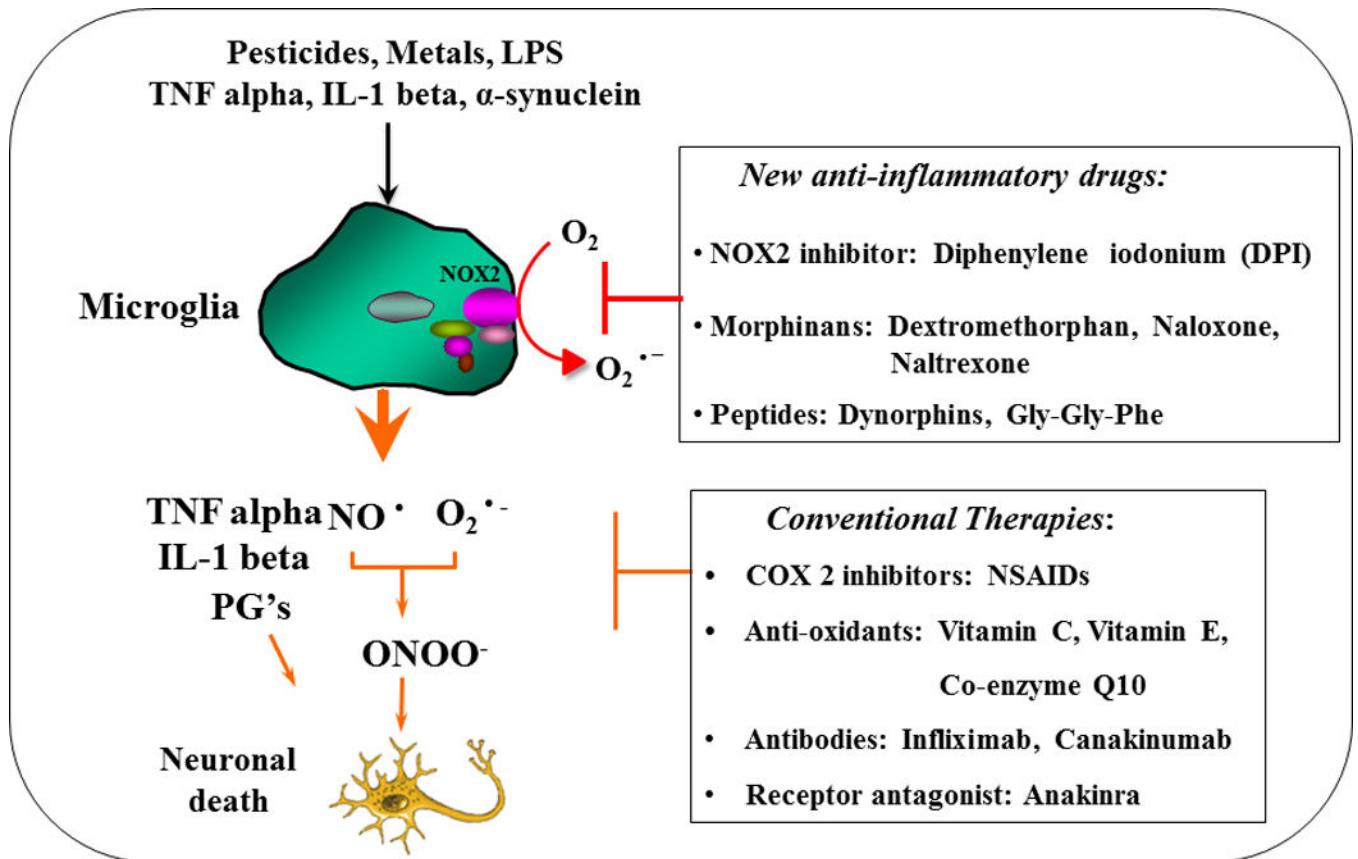 Pesticides, Metals, LPS
TNF alpha, IL-1 beta, α-synuclein
Microglia
NOX2
O₂
O₂˙⁻
New anti-inflammatory drugs:
• NOX2 inhibitor: Diphenylene iodonium (DPI)
• Morphinans: Dextromethorphan, Naloxone,
Naltrexone
• Peptides: Dynorphins, Gly-Gly-Phe
TNF alpha NO˙ O₂˙⁻
IL-1 beta
PG’s
ONOO⁻
Neuronal
death
Conventional Therapies:
• COX 2 inhibitors: NSAIDs
• Anti-oxidants: Vitamin C, Vitamin E,
Co-enzyme Q10
• Antibodies: Infliximab, Canakinumab
• Receptor antagonist: Anakinra